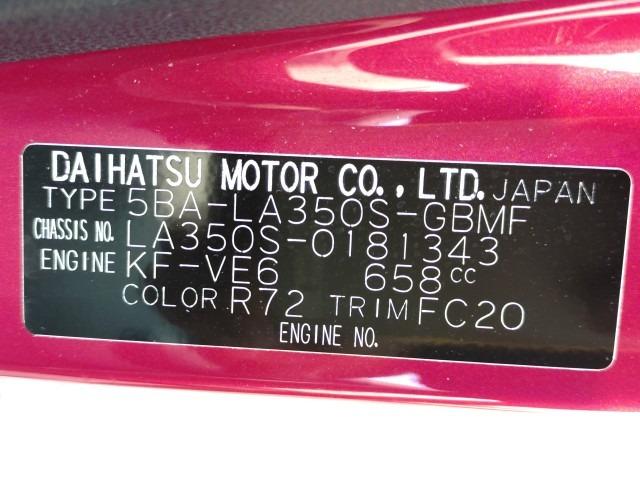 DAIHATSU MOTOR CO., LTD. JAPAN
TYPE 5BA-LA350S-GBMF
CHASSIS NO. LA350S-0181343
ENGINE KF-VE6 658cc
COLOR R72 TRIM FC20
ENGINE NO.